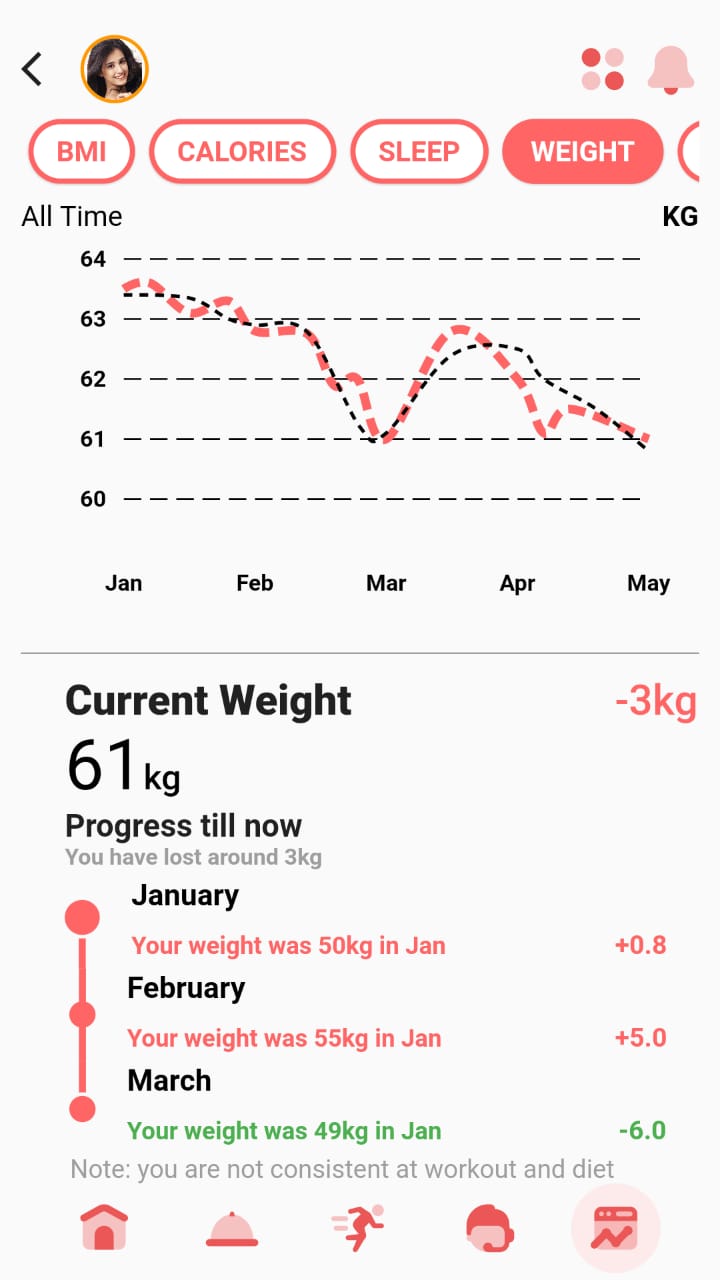 BMI CALORIES SLEEP WEIGHT
All Time KG
64
63
62
61
60
Jan Feb Mar Apr May
Current Weight -3kg
61kg
Progress till now
You have lost around 3kg
January
Your weight was 50kg in Jan +0.8
February
Your weight was 55kg in Jan +5.0
March
Your weight was 49kg in Jan -6.0
Note: you are not consistent at workout and diet